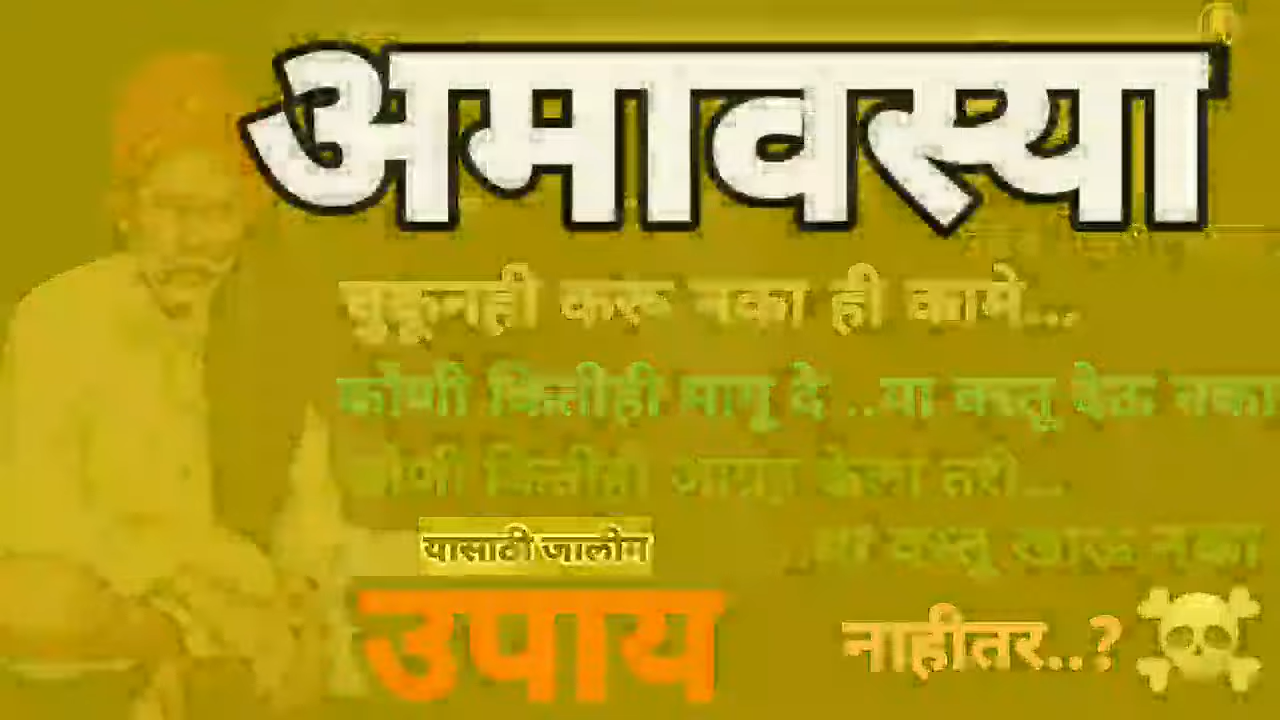 अमावस्या
चुकूनही करू नका ही कामे...
कोणी कितीही मागू दे ..या वस्तू देऊ नका
कोणी कितीही आग्रह केला तरी...
..या वस्तू खाऊ नका
यासाठी जालीम
उपाय
नाहीतर..?